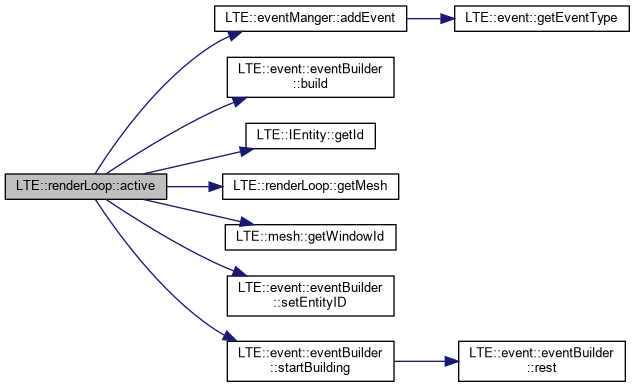 LTE::eventManger::addEvent
LTE::event::getEventType
LTE::event::eventBuilder
::build
LTE::IEntity::getId
LTE::renderLoop::active
LTE::renderLoop::getMesh
LTE::mesh::getWindowId
LTE::event::eventBuilder
::setEntityID
LTE::event::eventBuilder
::startBuilding
LTE::event::eventBuilder
::rest